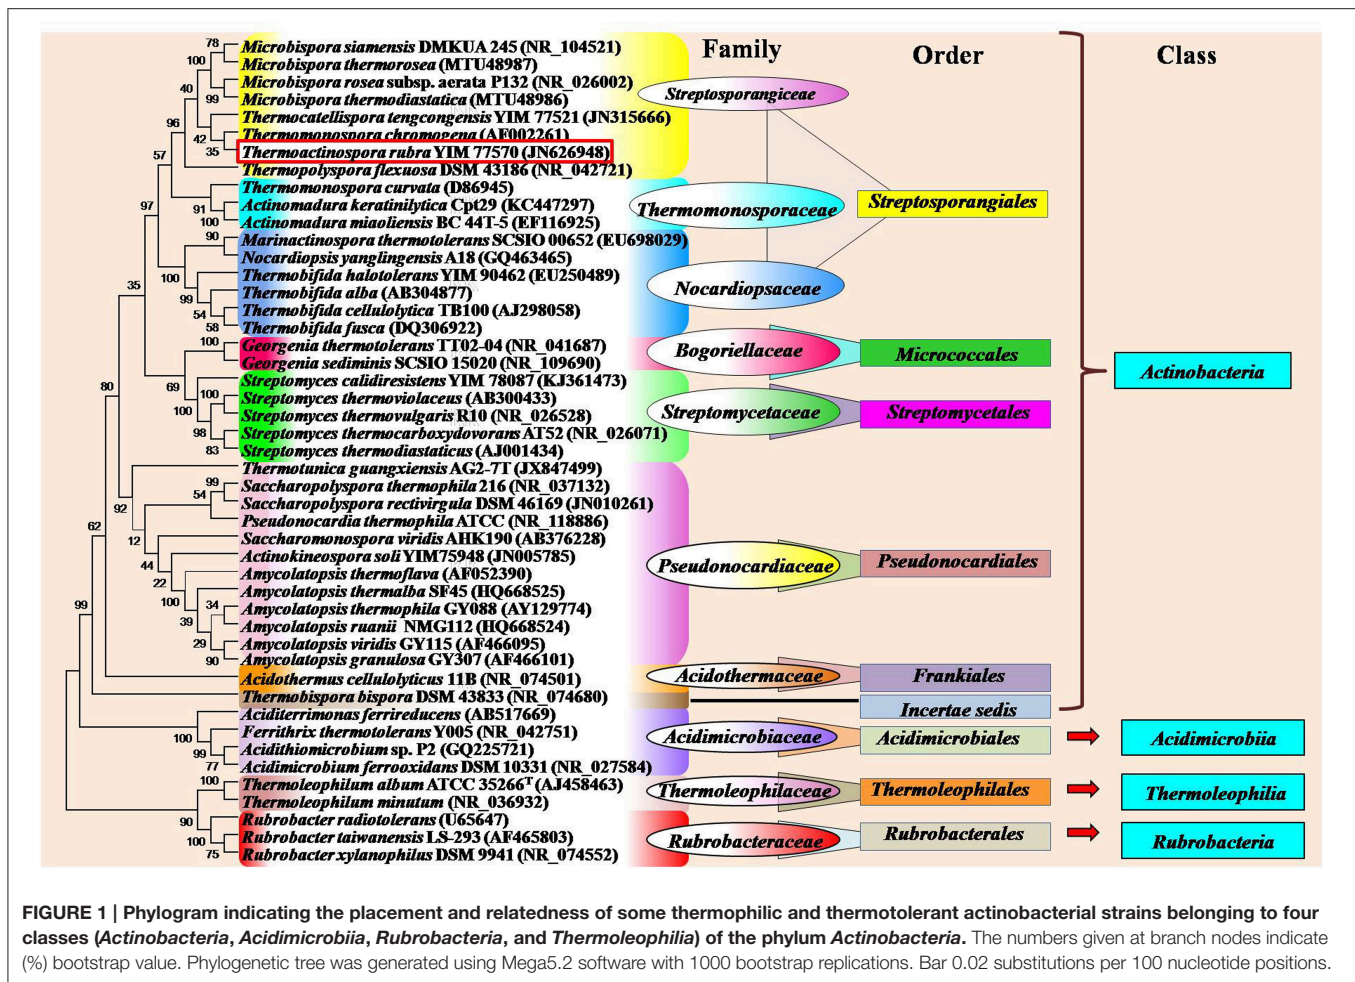 Family
Order
Class
Microbispora siamensis DMKUA 245 (NR_104521)
Microbispora thermorosea (MTU48987)
Microbispora rosea subsp. aerata P132 (NR_026002)
Microbispora thermodiastatica (MTU48986)
Thermocatellispora tengcongensis YIM 77521 (JN315666)
Thermomonospora chromogena (AF002261)
Thermoactinospora rubra YIM 77570 (JN626948)
Thermopolyspora flexuosa DSM 43186 (NR_042721)
Thermomonospora curvata (D86945)
Actinomadura keratinilytica Cpt29 (KC447297)
Actinomadura miaoliensis BC 44T-5 (EF116925)
Marinactinospora thermotolerans SCSIO 00652 (EU698029)
Nocardiopsis yanglingensis A18 (GQ463465)
Thermobifida halotolerans YIM 90462 (EU250489)
Thermobifida alba (AB304877)
Thermobifida cellulolytica TB100 (AJ298058)
Thermobifida fusca (DQ306922)
Georgenia thermotolerans TT02-04 (NR_041687)
Georgenia sediminis SCSIO 15020 (NR_109690)
Streptomyces calidiresistens YIM 78087 (KJ361473)
Streptomyces thermoviolaceus (AB300433)
Streptomyces thermovulgaris R10 (NR_026528)
Streptomyces thermocarboxydovorans AT52 (NR_026071)
Streptomyces thermodiastaticus (AJ001434)
Thermotunica guangxiensis AG2-7T (JX847499)
Saccharopolyspora thermophila 216 (NR_037132)
Saccharopolyspora rectivirgula DSM 46169 (JN010261)
Pseudonocardia thermophila ATCC (NR_118886)
Saccharomonospora viridis AHK190 (AB376228)
Actinokineospora soli YIM75948 (JN005785)
Amycolatopsis thermoflava (AF052390)
Amycolatopsis thermalba SF45 (HQ668525)
Amycolatopsis thermophila GY088 (AY129774)
Amycolatopsis ruanii NMG112 (HQ668524)
Amycolatopsis viridis GY115 (AF466095)
Amycolatopsis granulosa GY307 (AF466101)
Acidothermus cellulolyticus 11B (NR_074501)
Thermobispora bispora DSM 43833 (NR_074680)
Aciditerrimonas ferrireducens (AB517669)
Ferrithrix thermotolerans Y005 (NR_042751)
Acidithiomicrobium sp. P2 (GQ225721)
Acidimicrobium ferrooxidans DSM 10331 (NR_027584)
Thermoleophilum album ATCC 35266ᵀ (AJ458463)
Thermoleophilum minutum (NR_036932)
Rubrobacter radiotolerans (U65647)
Rubrobacter taiwanensis LS-293 (AF465803)
Rubrobacter xylanophilus DSM 9941 (NR_074552)
78
100
40
99
96
42
35
57
97
91
100
90
35
100
99
54
58
100
69
80
100
100
98
83
99
54
92
62
12
44
22
100
34
39
99
29
90
100
99
77
100
90
100
75
Streptosporangiceae
Thermomonosporaceae
Nocardiopsaceae
Bogoriellaceae
Streptomycetaceae
Pseudonocardiaceae
Acidothermaceae
Acidimicrobiaceae
Thermoleophilaceae
Rubrobacteraceae
Streptosporangiales
Micrococcales
Streptomycetales
Pseudonocardiales
Frankiales
Incertae sedis
Acidimicrobiales
Thermoleophilales
Rubrobacterales
Actinobacteria
Acidimicrobiia
Thermoleophilia
Rubrobacteria
FIGURE 1 | Phylogram indicating the placement and relatedness of some thermophilic and thermotolerant actinobacterial strains belonging to four
classes (Actinobacteria, Acidimicrobiia, Rubrobacteria, and Thermoleophilia) of the phylum Actinobacteria. The numbers given at branch nodes indicate
(%) bootstrap value. Phylogenetic tree was generated using Mega5.2 software with 1000 bootstrap replications. Bar 0.02 substitutions per 100 nucleotide positions.